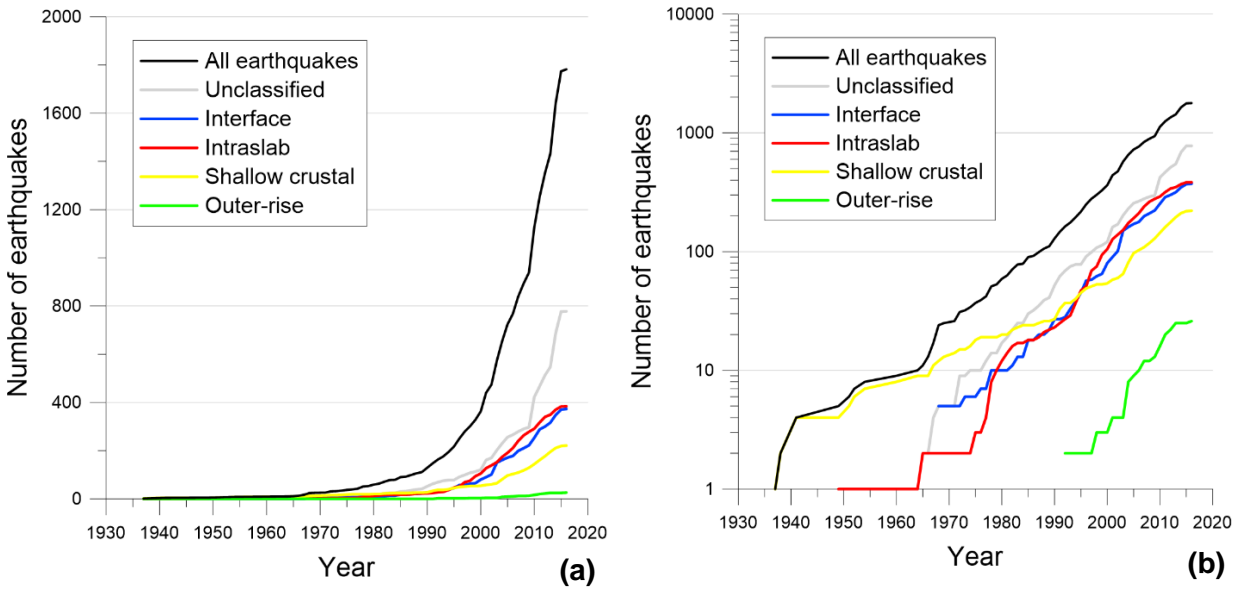 2000
1600
1200
800
400
0
Number of earthquakes
All earthquakes
Unclassified
Interface
Intraslab
Shallow crustal
Outer-rise
1930 1940 1950 1960 1970 1980 1990 2000 2010 2020
Year
(a)
10000
1000
100
10
1
Number of earthquakes
All earthquakes
Unclassified
Interface
Intraslab
Shallow crustal
Outer-rise
1930 1940 1950 1960 1970 1980 1990 2000 2010 2020
Year
(b)